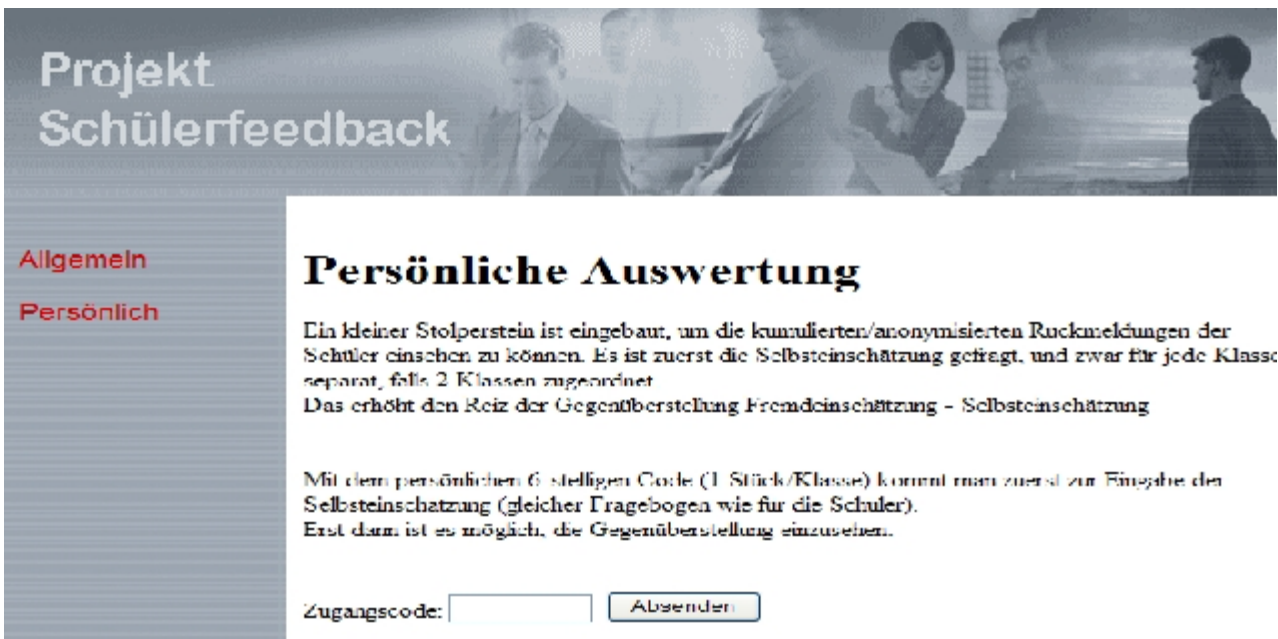 Projekt
Schülerfeedback
Allgemein
Persönlich
Persönliche Auswertung
Ein kleiner Stolperstein ist eingebaut, um die kumulierten/anonymisierten Rückmeldungen der
Schüler einsehen zu können. Es ist zuerst die Selbsteinschätzung gefragt, und zwar für jede Klasse
separat, falls 2 Klassen zugeordnet
Das erhöht den Reiz der Gegenüberstellung Fremdeinschätzung - Selbsteinschätzung
Mit dem persönlichen 6-stelligen Code (1 Stück/Klasse) kommt man zuerst zur Eingabe der
Selbsteinschätzung (gleicher Fragebogen wie für die Schüler).
Erst dann ist es möglich, die Gegenüberstellung einzusehen.
Zugangscode:
Absenden